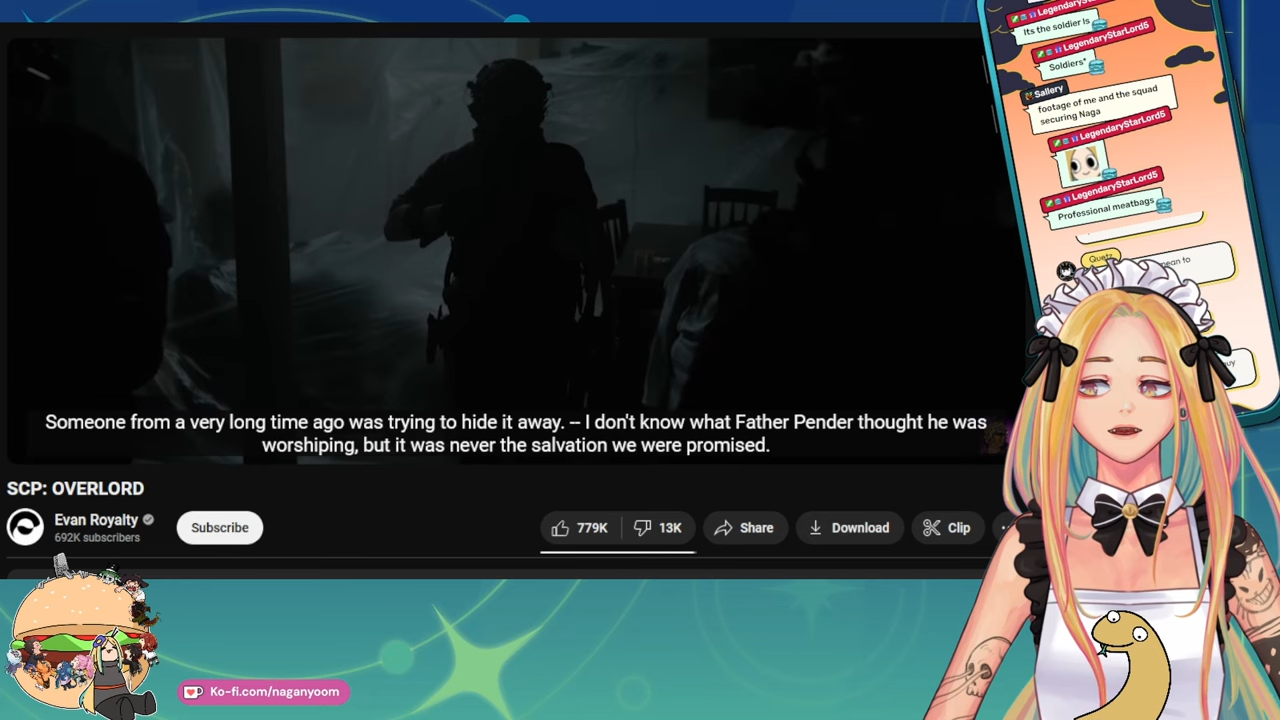 Someone from a very long time ago was trying to hide it away. -- I don't know what Father Pender thought he was
worshiping, but it was never the salvation we were promised.
SCP: OVERLORD
Evan Royalty
692K subscribers
Subscribe
779K
13K
Share
Download
Clip
Ko-fi.com/naganyoom
Its the soldier ls
LegendaryStarLord5
Soldiers*
Sallery
footage of me and the squad
securing Naga
LegendaryStarLord5
LegendaryStarLord5
Professional meatbags